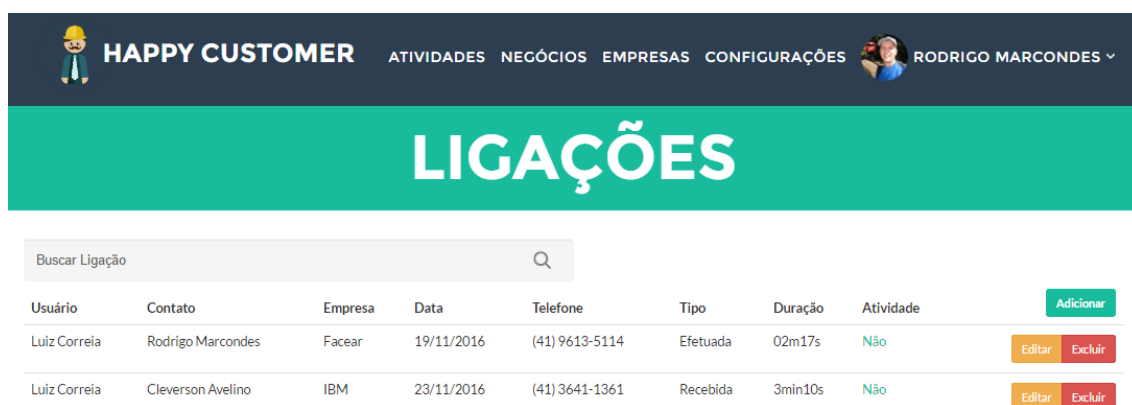 HAPPY CUSTOMER ATIVIDADES NEGÓCIOS EMPRESAS CONFIGURAÇÕES RODRIGO MARCONDES
LIGAÇÕES
Buscar Ligação
Usuário Contato Empresa Data Telefone Tipo Duração Atividade Adicionar
Luiz Correia Rodrigo Marcondes Facear 19/11/2016 (41) 9613-5114 Efetuada 02m17s Não Editar Excluir
Luiz Correia Cleverson Avelino IBM 23/11/2016 (41) 3641-1361 Recebida 3min10s Não Editar Excluir